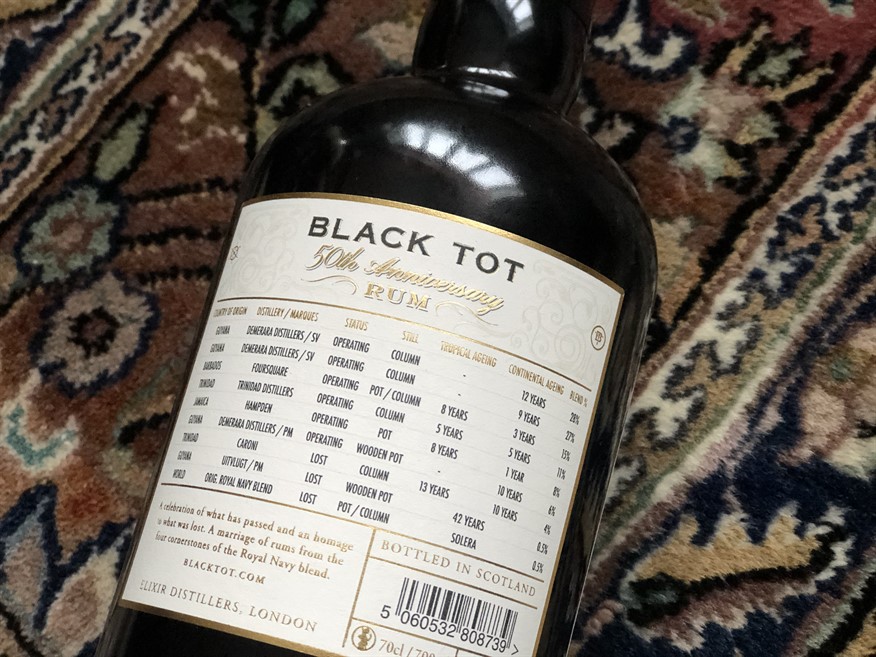 BLACK TOT
50th Anniversary
RUM
COUNTRY OF ORIGIN DISTILLERY / MARQUES STATUS STILL TROPICAL AGEING CONTINENTAL AGEING BLEND %
GUYANA DEMERARA DISTILLERS / SV OPERATING COLUMN - 12 YEARS 28%
GUYANA DEMERARA DISTILLERS / SV OPERATING COLUMN - 9 YEARS 27%
BARBADOS FOURSQUARE OPERATING POT / COLUMN 8 YEARS 3 YEARS 15%
TRINIDAD TRINIDAD DISTILLERS OPERATING COLUMN 5 YEARS 5 YEARS 11%
JAMAICA HAMPDEN OPERATING POT 8 YEARS 1 YEAR 8%
GUYANA DEMERARA DISTILLERS / PM OPERATING WOODEN POT - 10 YEARS 6%
TRINIDAD CARONI LOST COLUMN 13 YEARS 10 YEARS 4%
GUYANA UITVLUGT / PM LOST WOODEN POT 42 YEARS 0.5%
WORLD ORIG. ROYAL NAVY BLEND LOST POT / COLUMN SOLERA 0.5%
A celebration of what has passed and an homage
to what was lost. A marriage of rums from the
four cornerstones of the Royal Navy blend.
BLACKTOT.COM
ELIXIR DISTILLERS, LONDON
BOTTLED IN SCOTLAND
5 060532 808739 >
70cl /